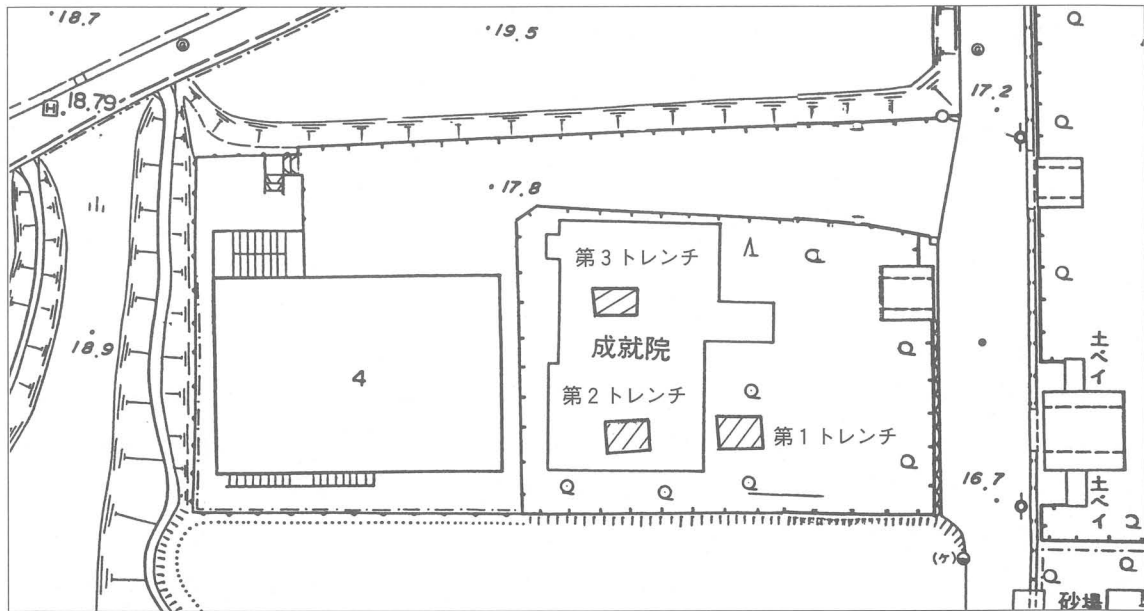 18.7
19.5
18.79
H
17.2
17.8
第3トレンチ
成就院
18.9
4
土ベイ
第2トレンチ
第1トレンチ
16.7
土ベイ
(ケ)
砂場